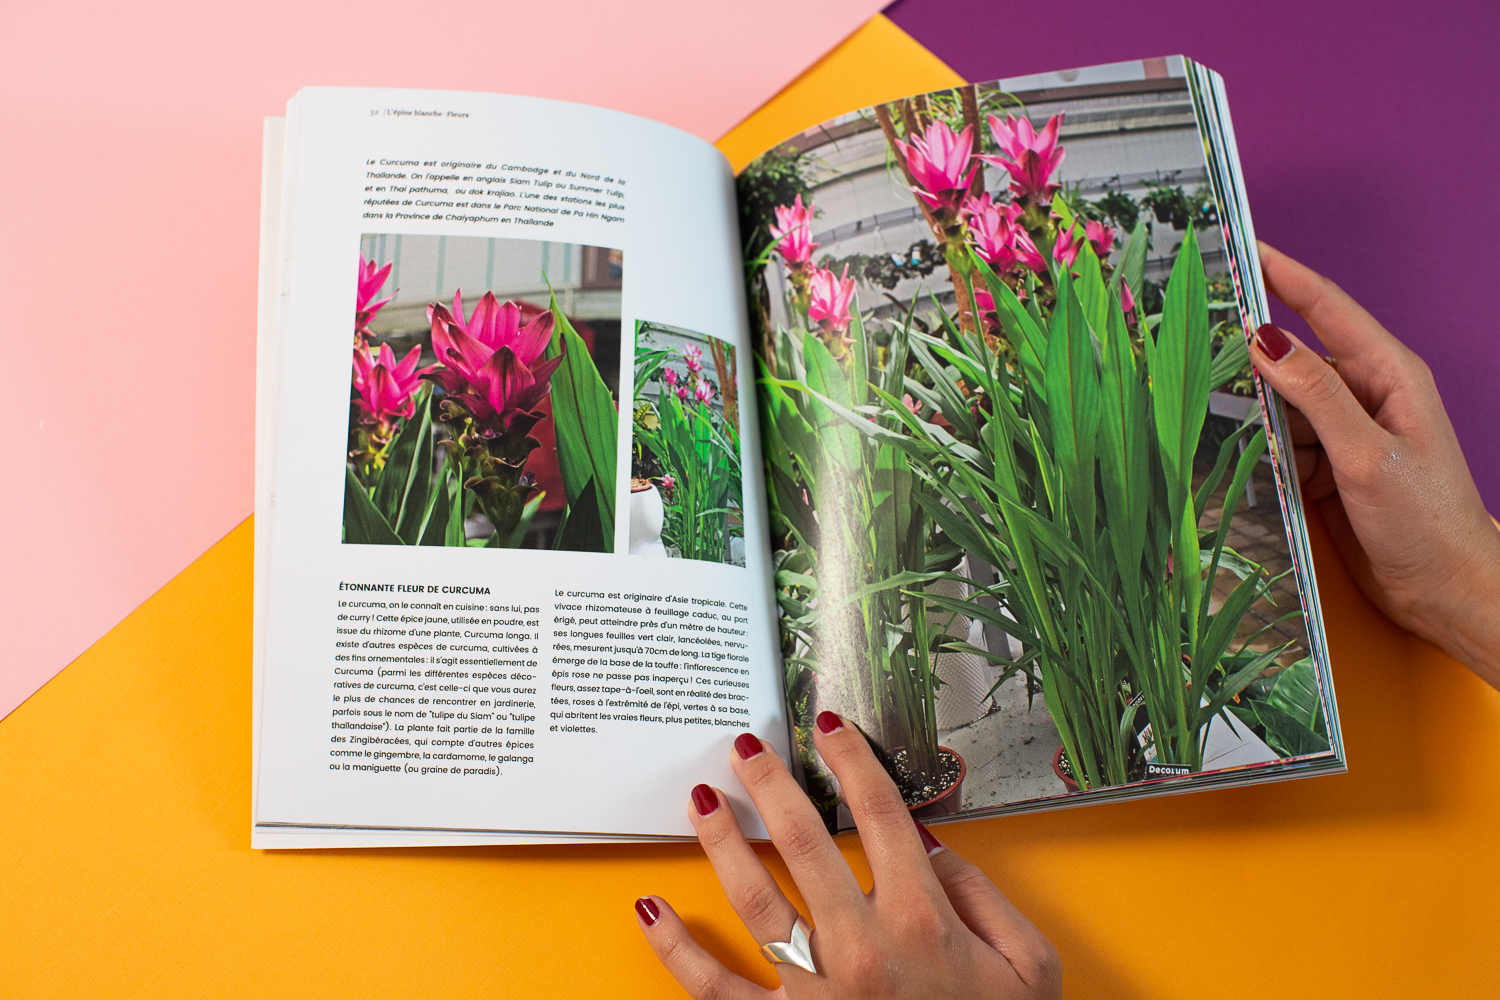 32 / L'épine blanche · Fleurs
Le Curcuma est originaire du Cambodge et du Nord de la
Thaïlande. On l'appelle en anglais Siam Tulip ou Summer Tulip,
et en Thai pathuma, ou dok krajiao. L'une des stations les plus
réputées de Curcuma est dans le Parc National de Pa Hin Ngam
dans la Province de Chaiyaphum en Thaïlande
ÉTONNANTE FLEUR DE CURCUMA
Le curcuma, on le connaît en cuisine : sans lui, pas
de curry ! Cette épice jaune, utilisée en poudre, est
issue du rhizome d'une plante, Curcuma longa. Il
existe d'autres espèces de curcuma, cultivées à
des fins ornementales : il s'agit essentiellement de
Curcuma (parmi les différentes espèces déco-
ratives de curcuma, c'est celle-ci que vous aurez
le plus de chances de rencontrer en jardinerie,
parfois sous le nom de "tulipe du Siam" ou "tulipe
thaïlandaise"). La plante fait partie de la famille
des Zingibéracées, qui compte d'autres épices
comme le gingembre, la cardamome, le galanga
ou la maniguette (ou graine de paradis).
Le curcuma est originaire d'Asie tropicale. Cette
vivace rhizomateuse à feuillage caduc, au port
érigé, peut atteindre près d'un mètre de hauteur :
ses longues feuilles vert clair, lancéolées, nervu-
rées, mesurent jusqu'à 70cm de long. La tige florale
émerge de la base de la touffe : l'inflorescence en
épis rose ne passe pas inaperçu ! Ces curieuses
fleurs, assez tape-à-l'oeil, sont en réalité des brac-
tées, roses à l'extrémité de l'épi, vertes à sa base,
qui abritent les vraies fleurs, plus petites, blanches
et violettes.
Decorum